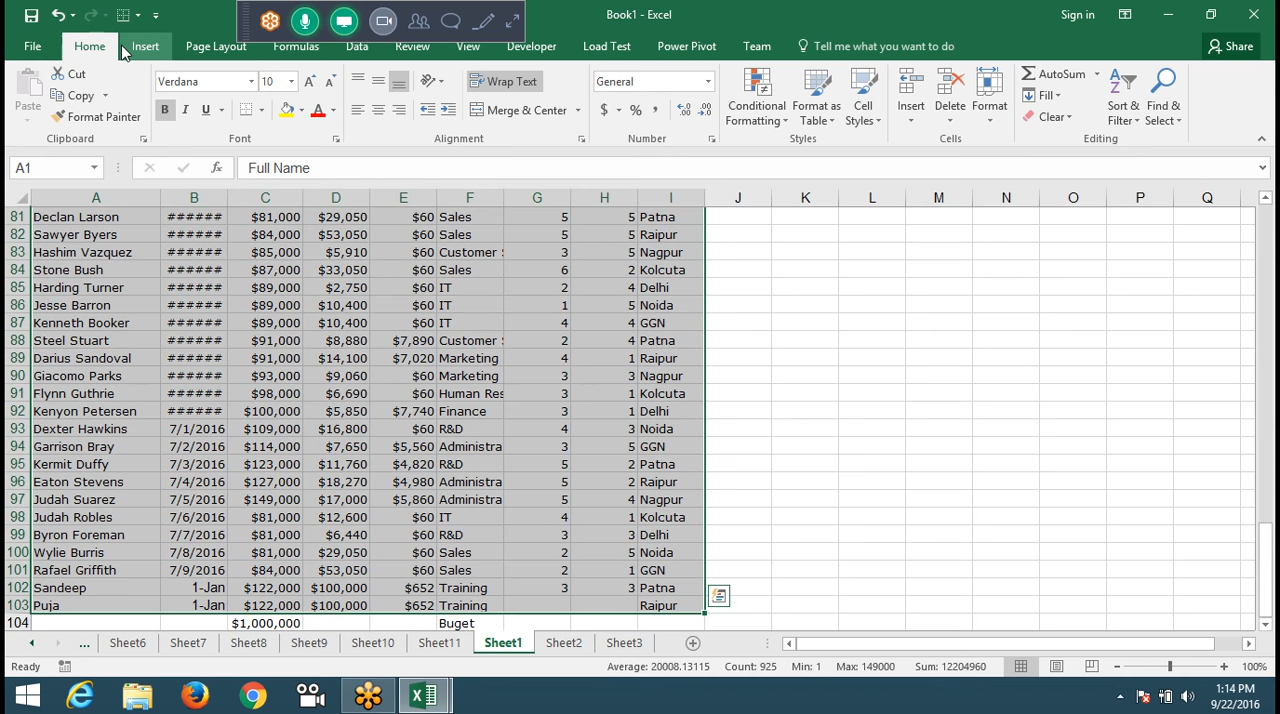 Book1 - Excel
Sign in
File Home Insert Page Layout Formulas Data Review View Developer Load Test Power Pivot Team Tell me what you want to do Share
Paste Cut Copy Format Painter Clipboard
Verdana 10 B I U A Font
Wrap Text Merge & Center Alignment
General $ % , Number
Conditional Formatting Format as Table Cell Styles Styles
Insert Delete Format Cells
AutoSum Fill Clear Sort & Filter Find & Select Editing
A1 fx Full Name
A B C D E F G H I J K L M N O P Q
81 Declan Larson ###### $81,000 $29,050 $60 Sales 5 5 Patna
82 Sawyer Byers ###### $84,000 $53,050 $60 Sales 5 5 Raipur
83 Hashim Vazquez ###### $85,000 $5,910 $60 Customer 3 5 Nagpur
84 Stone Bush ###### $87,000 $33,050 $60 Sales 6 2 Kolcuta
85 Harding Turner ###### $89,000 $2,750 $60 IT 2 4 Delhi
86 Jesse Barron ###### $89,000 $10,400 $60 IT 1 5 Noida
87 Kenneth Booker ###### $89,000 $10,400 $60 IT 4 4 GGN
88 Steel Stuart ###### $91,000 $8,880 $7,890 Customer 2 4 Patna
89 Darius Sandoval ###### $91,000 $14,100 $7,020 Marketing 4 1 Raipur
90 Giacomo Parks ###### $93,000 $9,060 $60 Marketing 3 3 Nagpur
91 Flynn Guthrie ###### $98,000 $6,690 $60 Human Res 3 1 Kolcuta
92 Kenyon Petersen ###### $100,000 $5,850 $7,740 Finance 3 1 Delhi
93 Dexter Hawkins 7/1/2016 $109,000 $16,800 $60 R&D 4 3 Noida
94 Garrison Bray 7/2/2016 $114,000 $7,650 $5,560 Administra 3 5 GGN
95 Kermit Duffy 7/3/2016 $123,000 $11,760 $4,820 R&D 5 2 Patna
96 Eaton Stevens 7/4/2016 $127,000 $18,270 $4,980 Administra 5 2 Raipur
97 Judah Suarez 7/5/2016 $149,000 $17,000 $5,860 Administra 5 4 Nagpur
98 Judah Robles 7/6/2016 $81,000 $12,600 $60 IT 4 1 Kolcuta
99 Byron Foreman 7/7/2016 $81,000 $6,440 $60 R&D 3 3 Delhi
100 Wylie Burris 7/8/2016 $81,000 $29,050 $60 Sales 2 5 Noida
101 Rafael Griffith 7/9/2016 $84,000 $53,050 $60 Sales 2 1 GGN
102 Sandeep 1-Jan $122,000 $100,000 $652 Training 3 3 Patna
103 Puja 1-Jan $122,000 $100,000 $652 Training Raipur
104 $1,000,000 Buget
... Sheet6 Sheet7 Sheet8 Sheet9 Sheet10 Sheet11 Sheet1 Sheet2 Sheet3
Ready Average: 20008.13115 Count: 925 Min: 1 Max: 149000 Sum: 12204960 100%
1:14 PM
9/22/2016